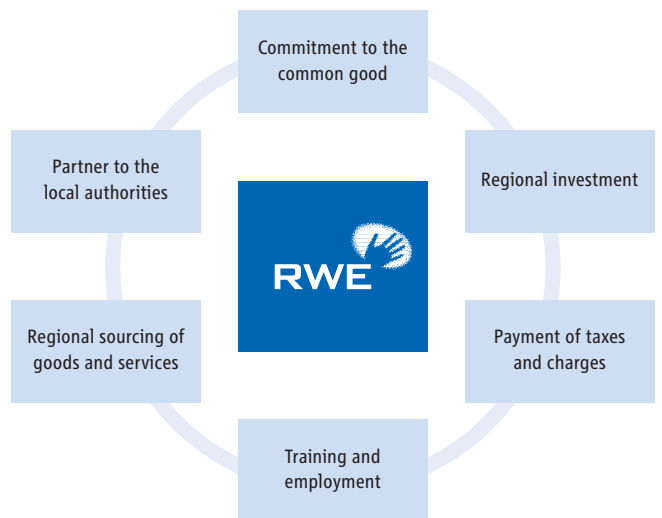 Commitment to the
common good
Partner to the
local authorities
Regional investment
RWE
Regional sourcing of
goods and services
Payment of taxes
and charges
Training and
employment